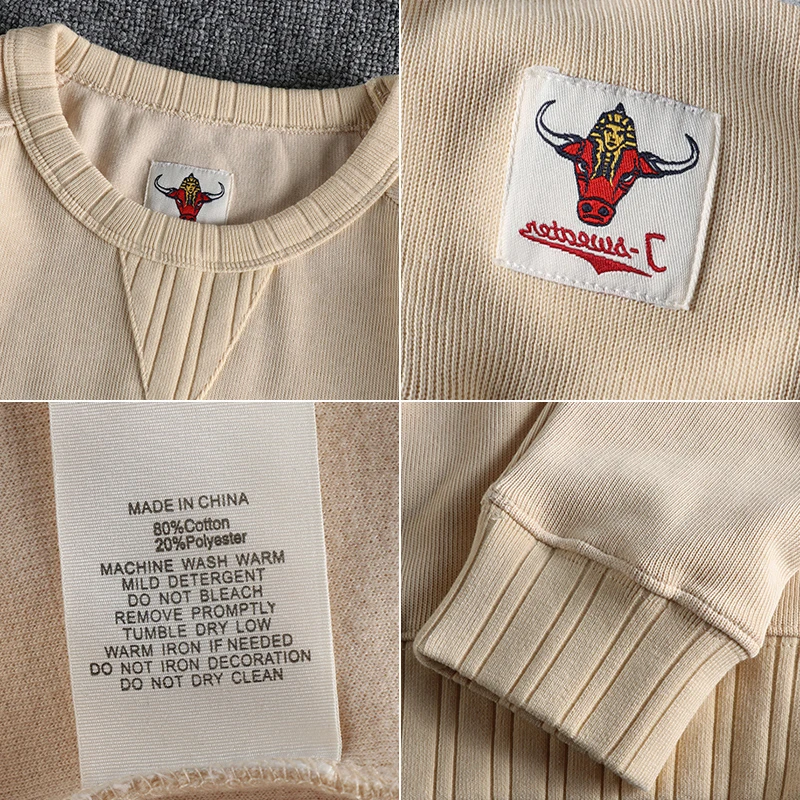 J-sweater
MADE IN CHINA
80%Cotton
20%Polyester
MACHINE WASH WARM
MILD DETERGENT
DO NOT BLEACH
REMOVE PROMPTLY
TUMBLE DRY LOW
WARM IRON IF NEEDED
DO NOT IRON DECORATION
DO NOT DRY CLEAN